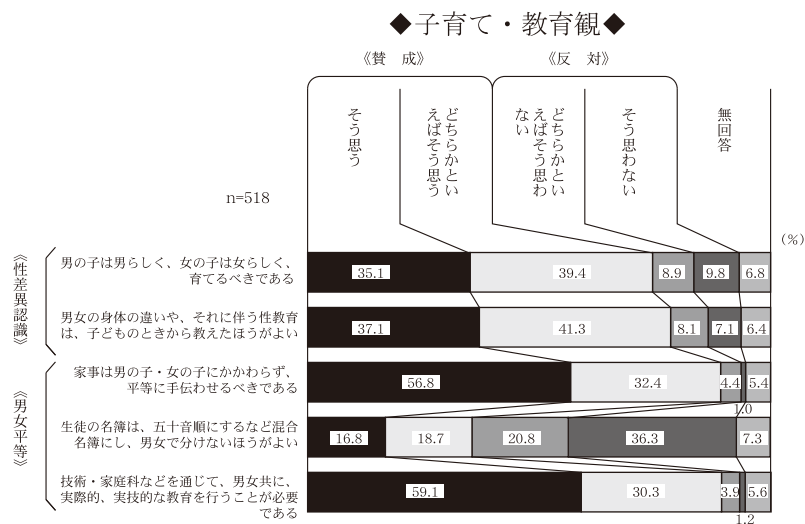 ◆子育て・教育観◆
《賛　成》
《反　対》
そう思う
どちらかとい
えばそう思う
どちらかとい
えばそう思わ
ない
そう思わない
無回答
n=518
(%)
《性差異認識》
男の子は男らしく、女の子は女らしく、
育てるべきである
35.1 39.4 8.9 9.8 6.8
男女の身体の違いや、それに伴う性教育
は、子どものときから教えたほうがよい
37.1 41.3 8.1 7.1 6.4
《男女平等》
家事は男の子・女の子にかかわらず、
平等に手伝わせるべきである
56.8 32.4 4.4 5.4
1.0
生徒の名簿は、五十音順にするなど混合
名簿にし、男女で分けないほうがよい
16.8 18.7 20.8 36.3 7.3
技術・家庭科などを通じて、男女共に、
実際的、実技的な教育を行うことが必要
である
59.1 30.3 3.9 5.6
1.2